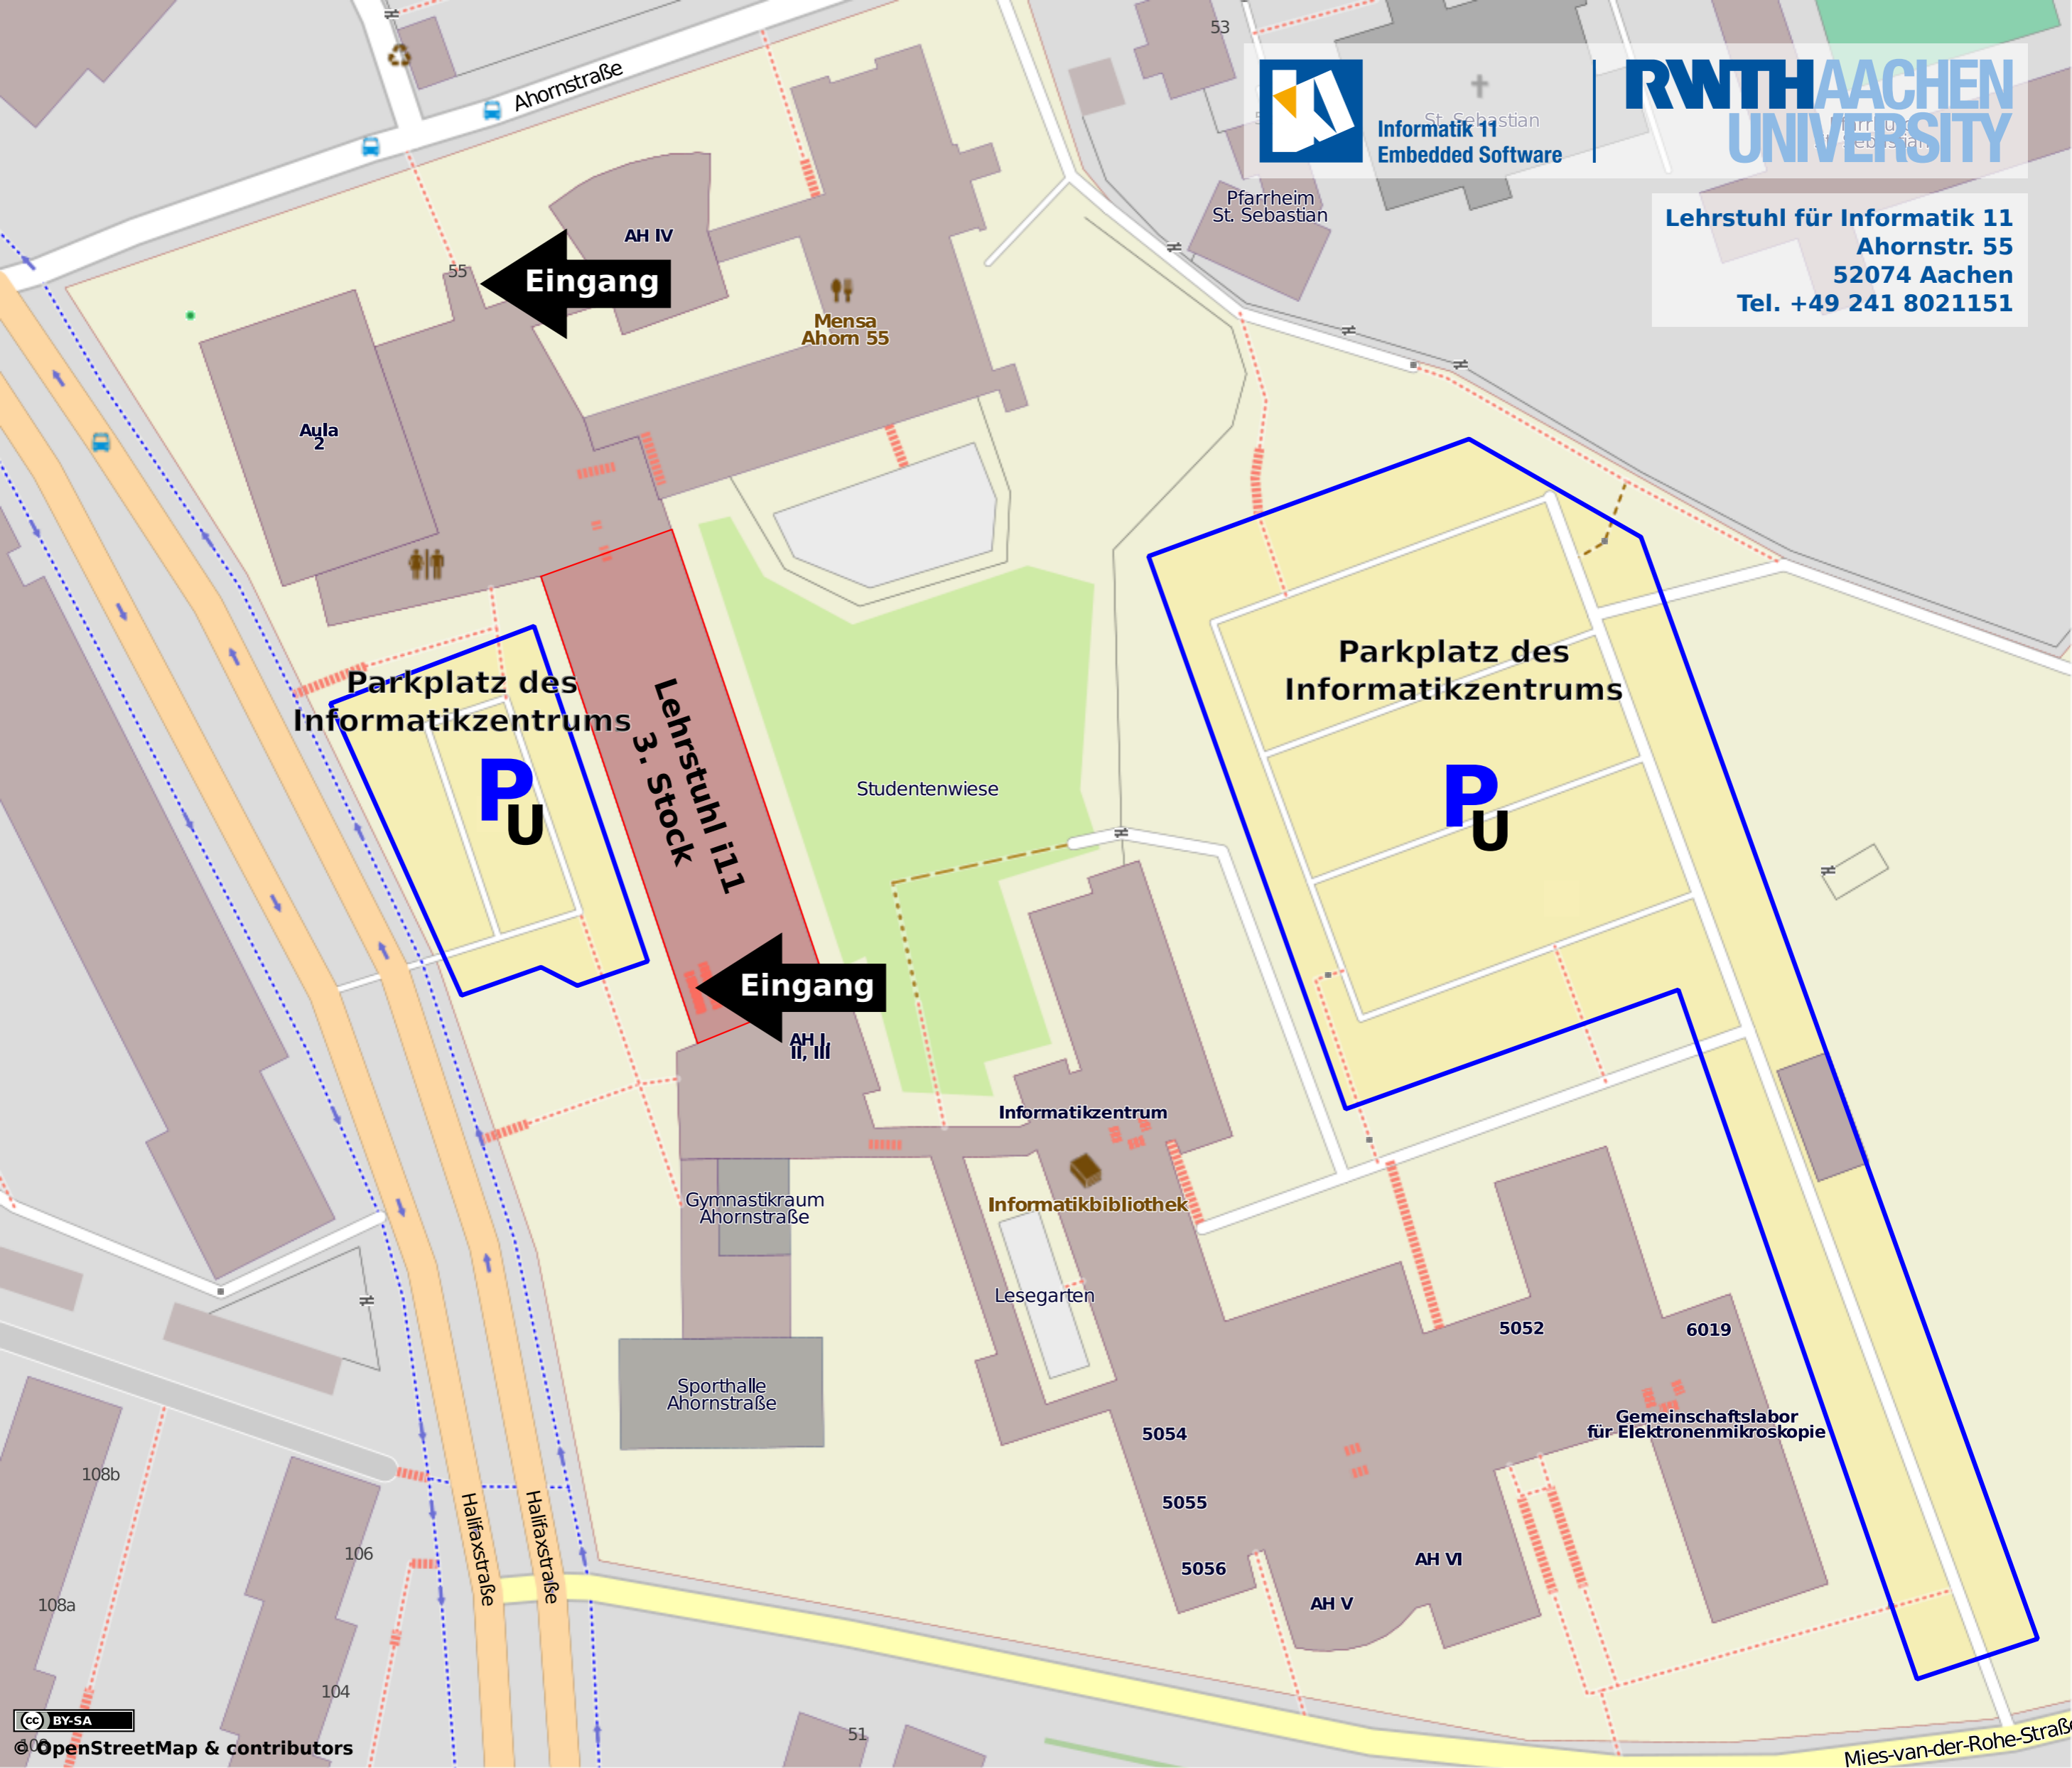 53
Ahornstraße
St. Sebastian
Informatik 11
Embedded Software
RWTHAACHEN
UNIVERSITY
Pfarrheim
St. Sebastian
Lehrstuhl für Informatik 11
Ahornstr. 55
52074 Aachen
Tel. +49 241 8021151
AH IV
55
Eingang
Mensa
Ahorn 55
Aula
2
Parkplatz des
Informatikzentrums
P
U
Lehrstuhl i11
3. Stock
Studentenwiese
Parkplatz des
Informatikzentrums
P
U
Eingang
AH I,
II, III
Informatikzentrum
Informatikbibliothek
Gymnastikraum
Ahornstraße
Lesegarten
Sporthalle
Ahornstraße
5052
6019
Gemeinschaftslabor
für Elektronenmikroskopie
5054
5055
5056
AH VI
AH V
108b
106
108a
104
Halifaxstraße
Halifaxstraße
51
Mies-van-der-Rohe-Straße
cc BY-SA
© OpenStreetMap & contributors